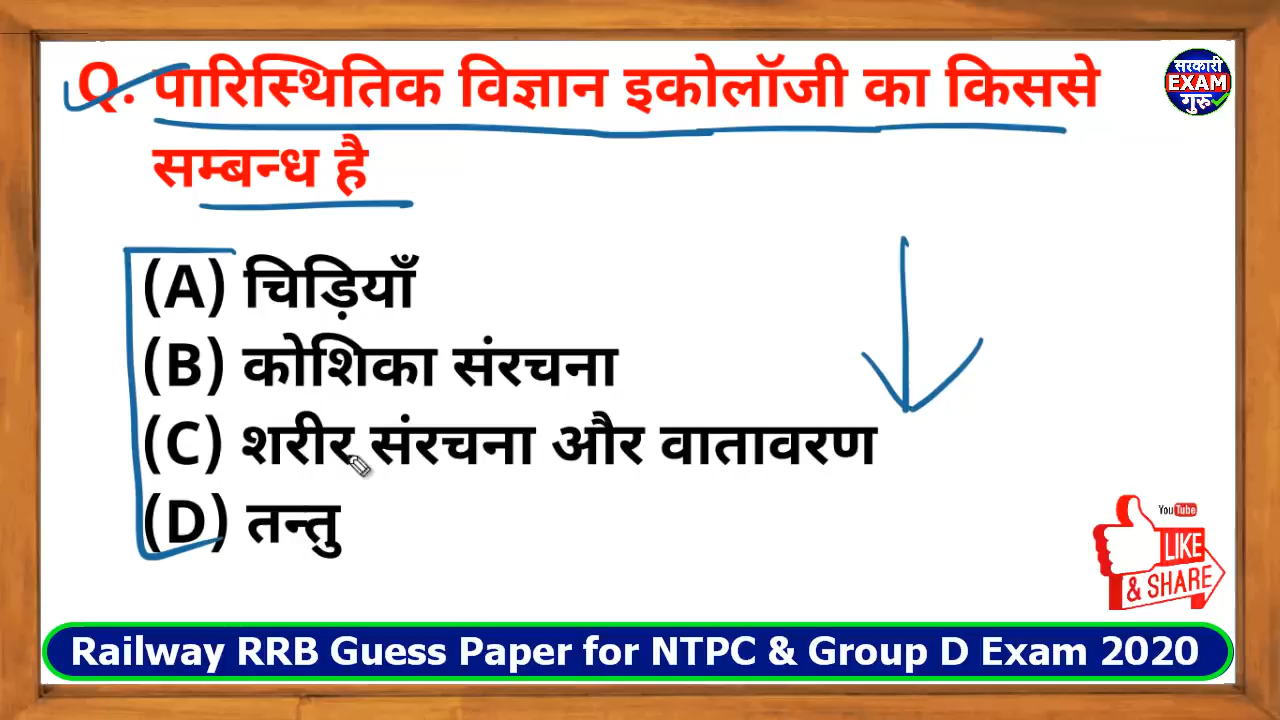 Q. पारिस्थितिक विज्ञान इकोलॉजी का किससे
सम्बन्ध है
(A) चिड़ियाँ
(B) कोशिका संरचना
(C) शरीर संरचना और वातावरण
(D) तन्तु
सरकारी
EXAM
गुरु
YouTube
LIKE
& SHARE
Railway RRB Guess Paper for NTPC & Group D Exam 2020